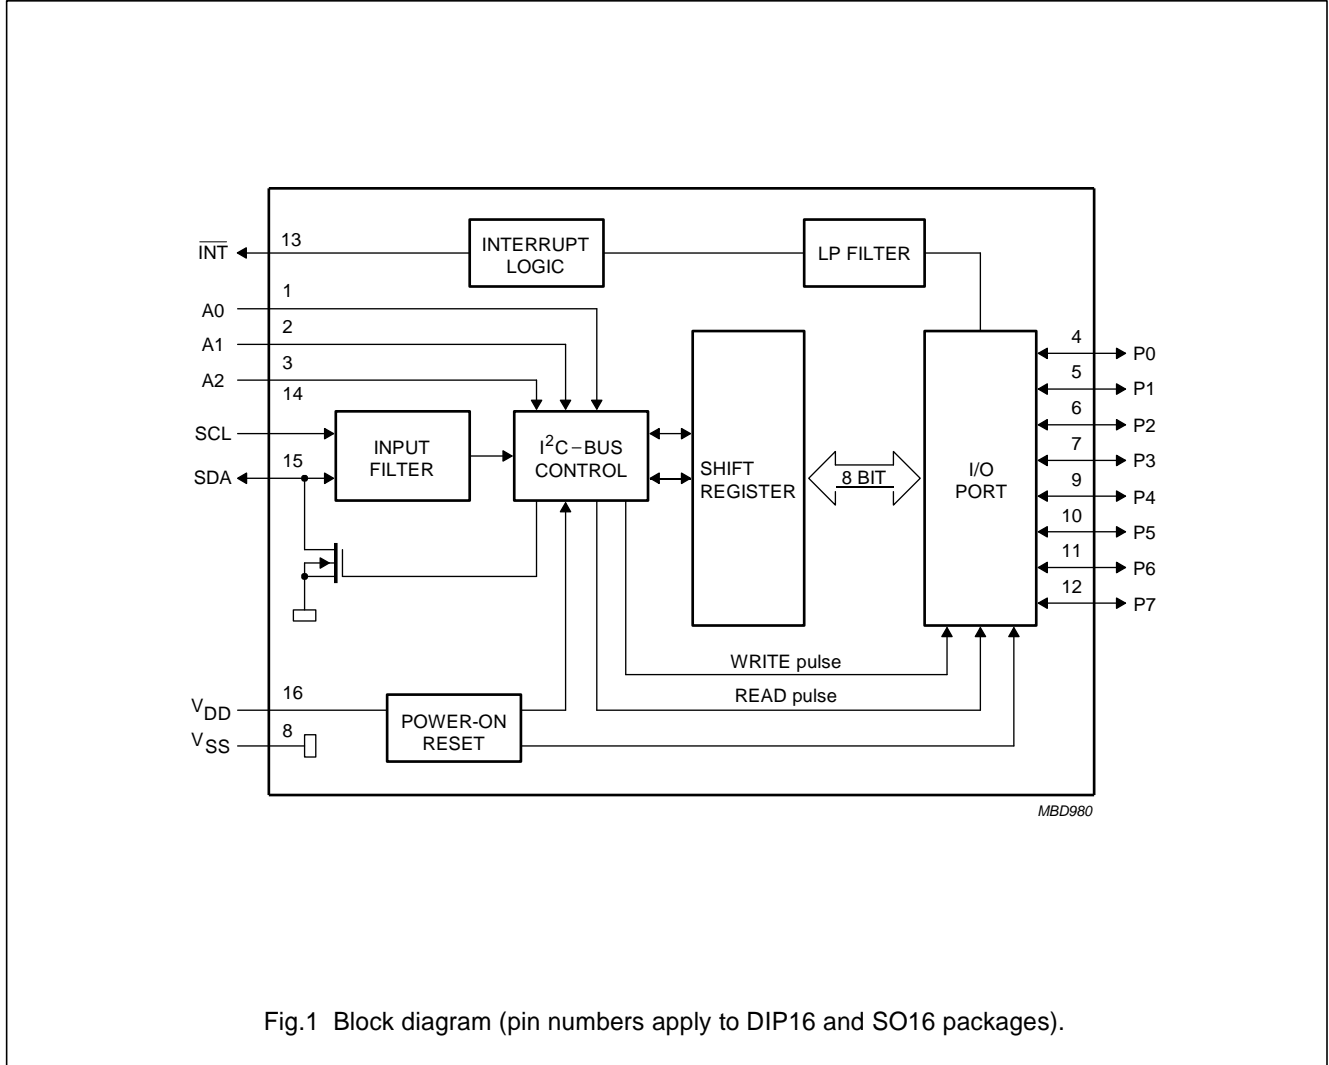 13
INT
INTERRUPT
LOGIC
LP FILTER
1
A0
2
A1
3
A2
14
SCL
15
SDA
INPUT
FILTER
I2C–BUS
CONTROL
SHIFT
REGISTER
8 BIT
I/O
PORT
4
P0
5
P1
6
P2
7
P3
9
P4
10
P5
11
P6
12
P7
WRITE pulse
READ pulse
16
VDD
8
VSS
POWER-ON
RESET
MBD980
Fig.1 Block diagram (pin numbers apply to DIP16 and SO16 packages).